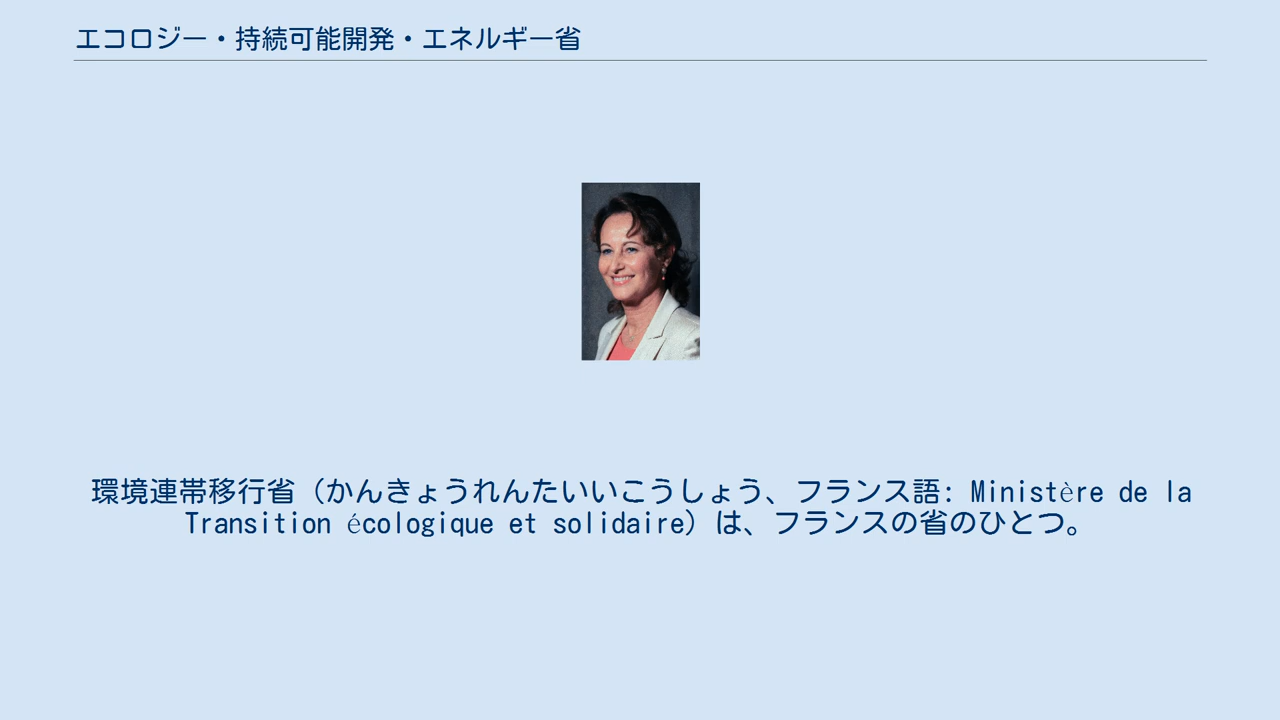 エコロジー・持続可能開発・エネルギー省
環境連帯移行省（かんきょうれんたいいこうしょう、フランス語: Ministère de la
Transition écologique et solidaire）は、フランスの省のひとつ。